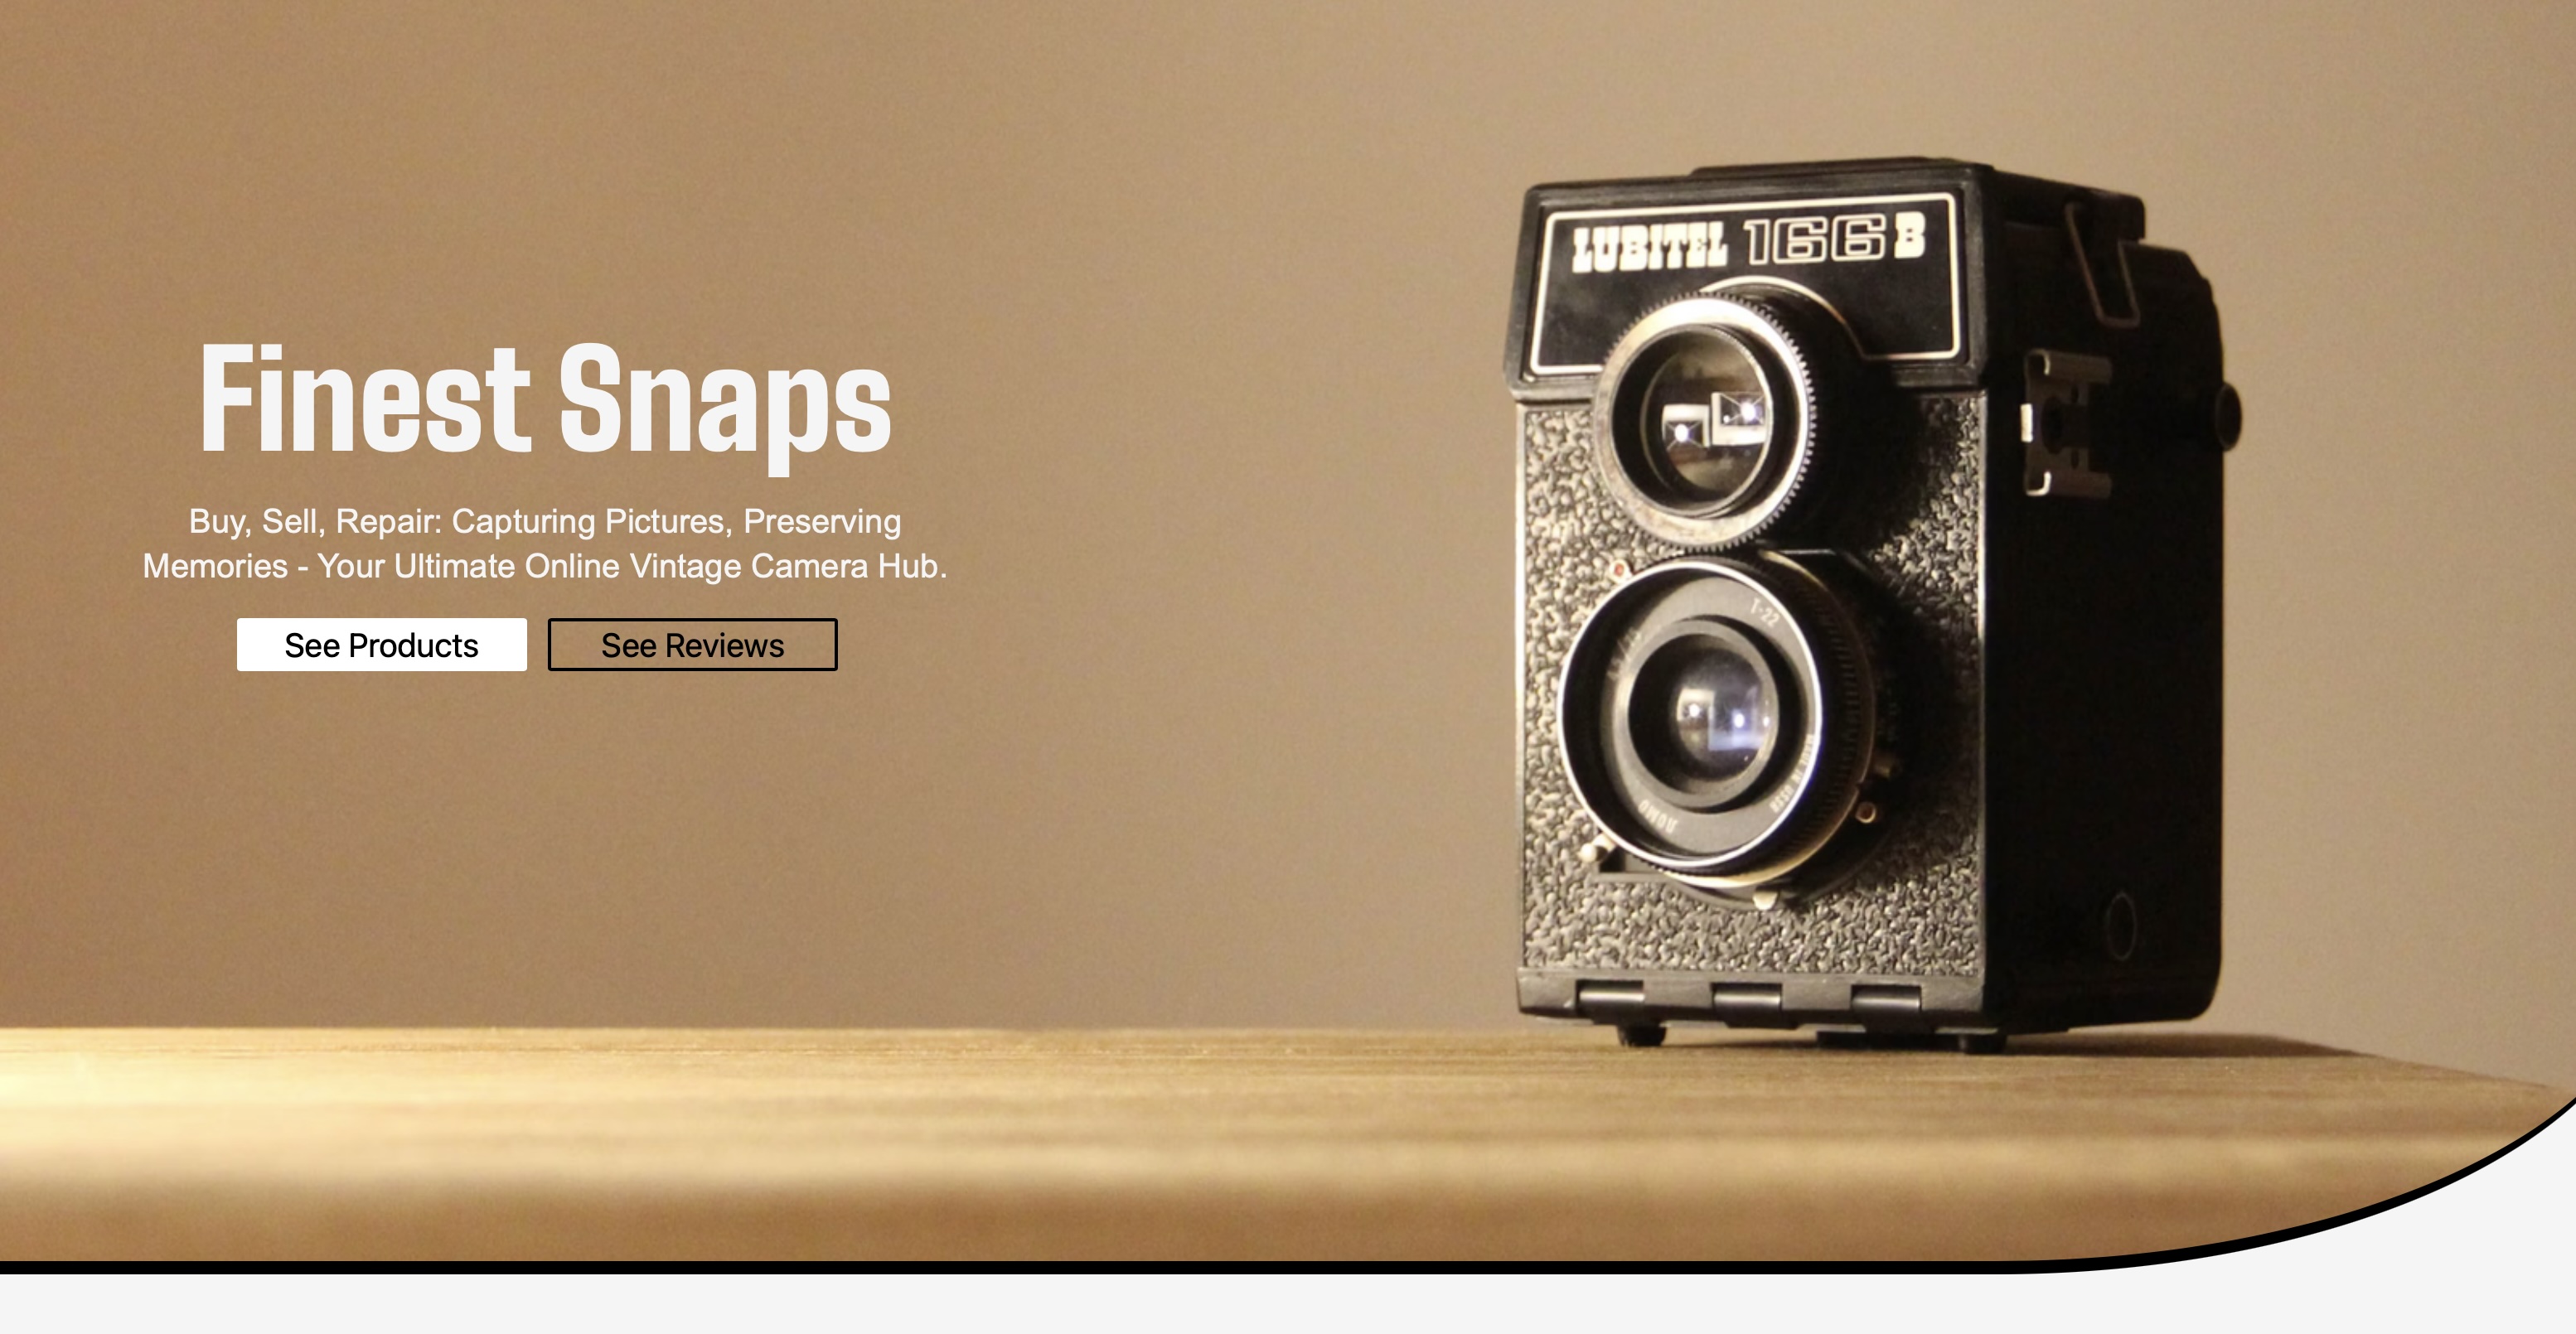 LUBITEL 166 B
Finest Snaps
Buy, Sell, Repair: Capturing Pictures, Preserving
Memories - Your Ultimate Online Vintage Camera Hub.
See Products
See Reviews
T-22
ЛОМО